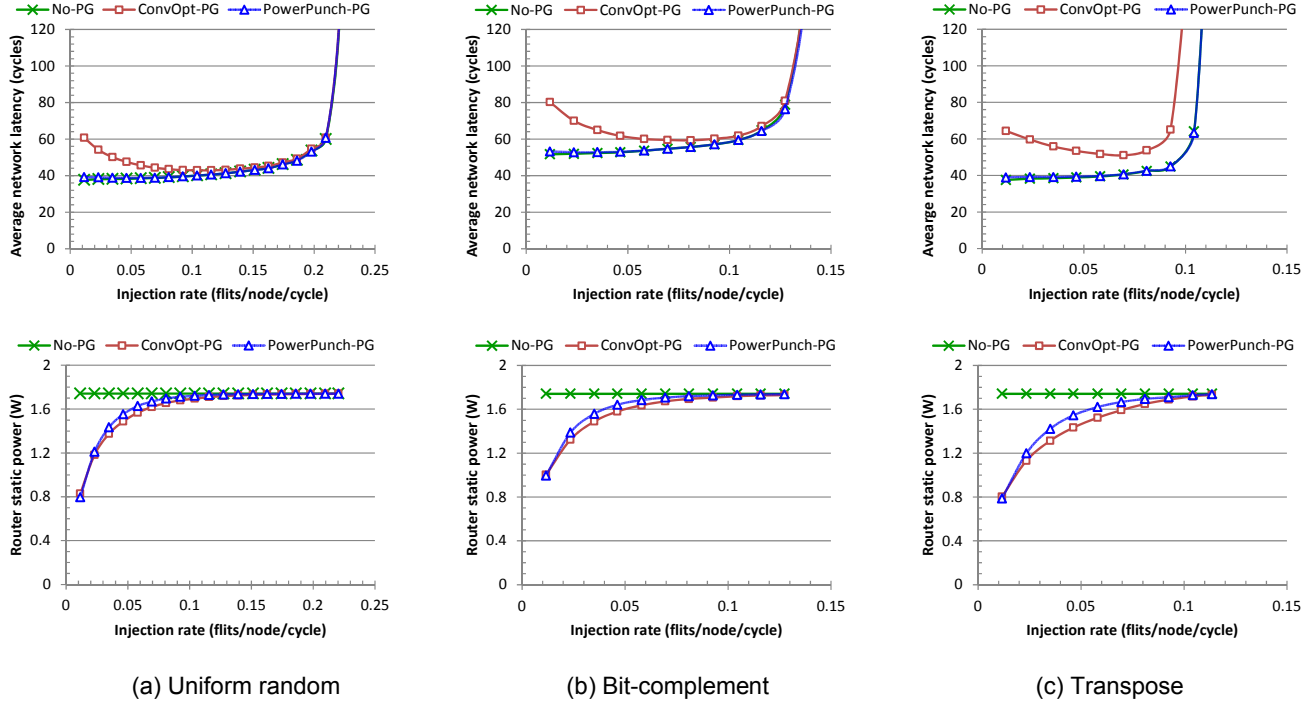 No-PG ConvOpt-PG PowerPunch-PG
Average network latency (cycles)
120
100
80
60
40
20
0
0 0.05 0.1 0.15 0.2 0.25
Injection rate (flits/node/cycle)
No-PG ConvOpt-PG PowerPunch-PG
Average network latency (cycles)
120
100
80
60
40
20
0
0 0.05 0.1 0.15
Injection rate (flits/node/cycle)
No-PG ConvOpt-PG PowerPunch-PG
Avearge network latency (cycles)
120
100
80
60
40
20
0
0 0.05 0.1 0.15
Injection rate (flits/node/cycle)
No-PG ConvOpt-PG PowerPunch-PG
Router static power (W)
2
1.6
1.2
0.8
0.4
0
0 0.05 0.1 0.15 0.2 0.25
Injection rate (flits/node/cycle)
No-PG ConvOpt-PG PowerPunch-PG
Router static power (W)
2
1.6
1.2
0.8
0.4
0
0 0.05 0.1 0.15
Injection rate (flits/node/cycle)
No-PG ConvOpt-PG PowerPunch-PG
Router static power (W)
2
1.6
1.2
0.8
0.4
0
0 0.05 0.1 0.15
Injection rate (flits/node/cycle)
(a) Uniform random
(b) Bit-complement
(c) Transpose